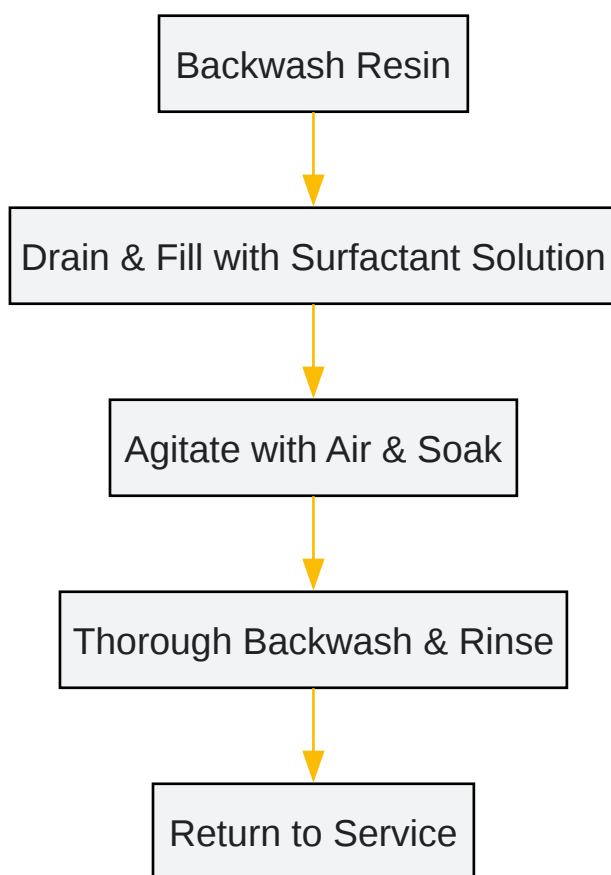 Backwash Resin
Drain & Fill with Surfactant Solution
Agitate with Air & Soak
Thorough Backwash & Rinse
Return to Service